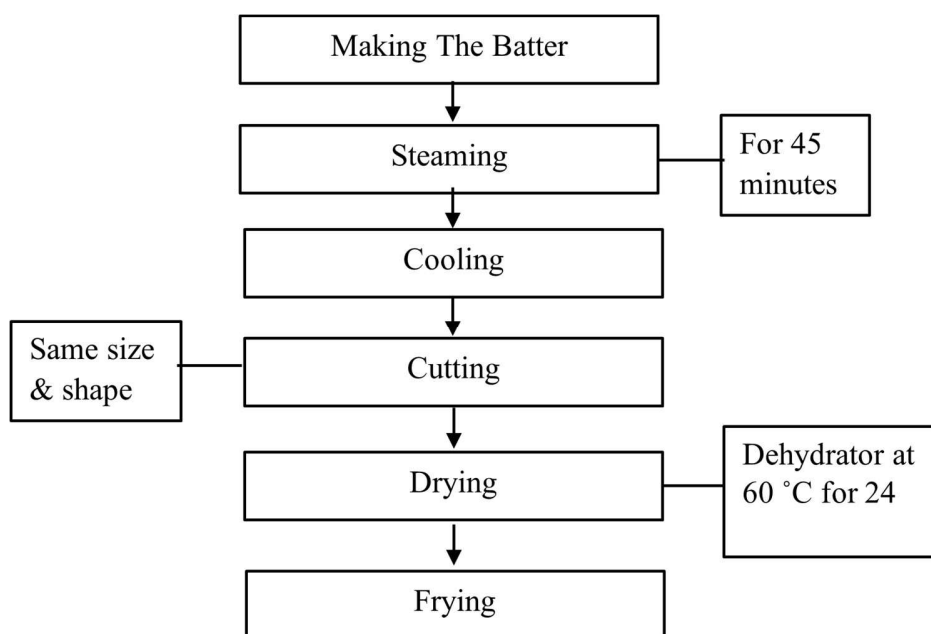 Making The Batter
Steaming
For 45
minutes
Cooling
Same size
& shape
Cutting
Drying
Dehydrator at
60 ˚C for 24
Frying